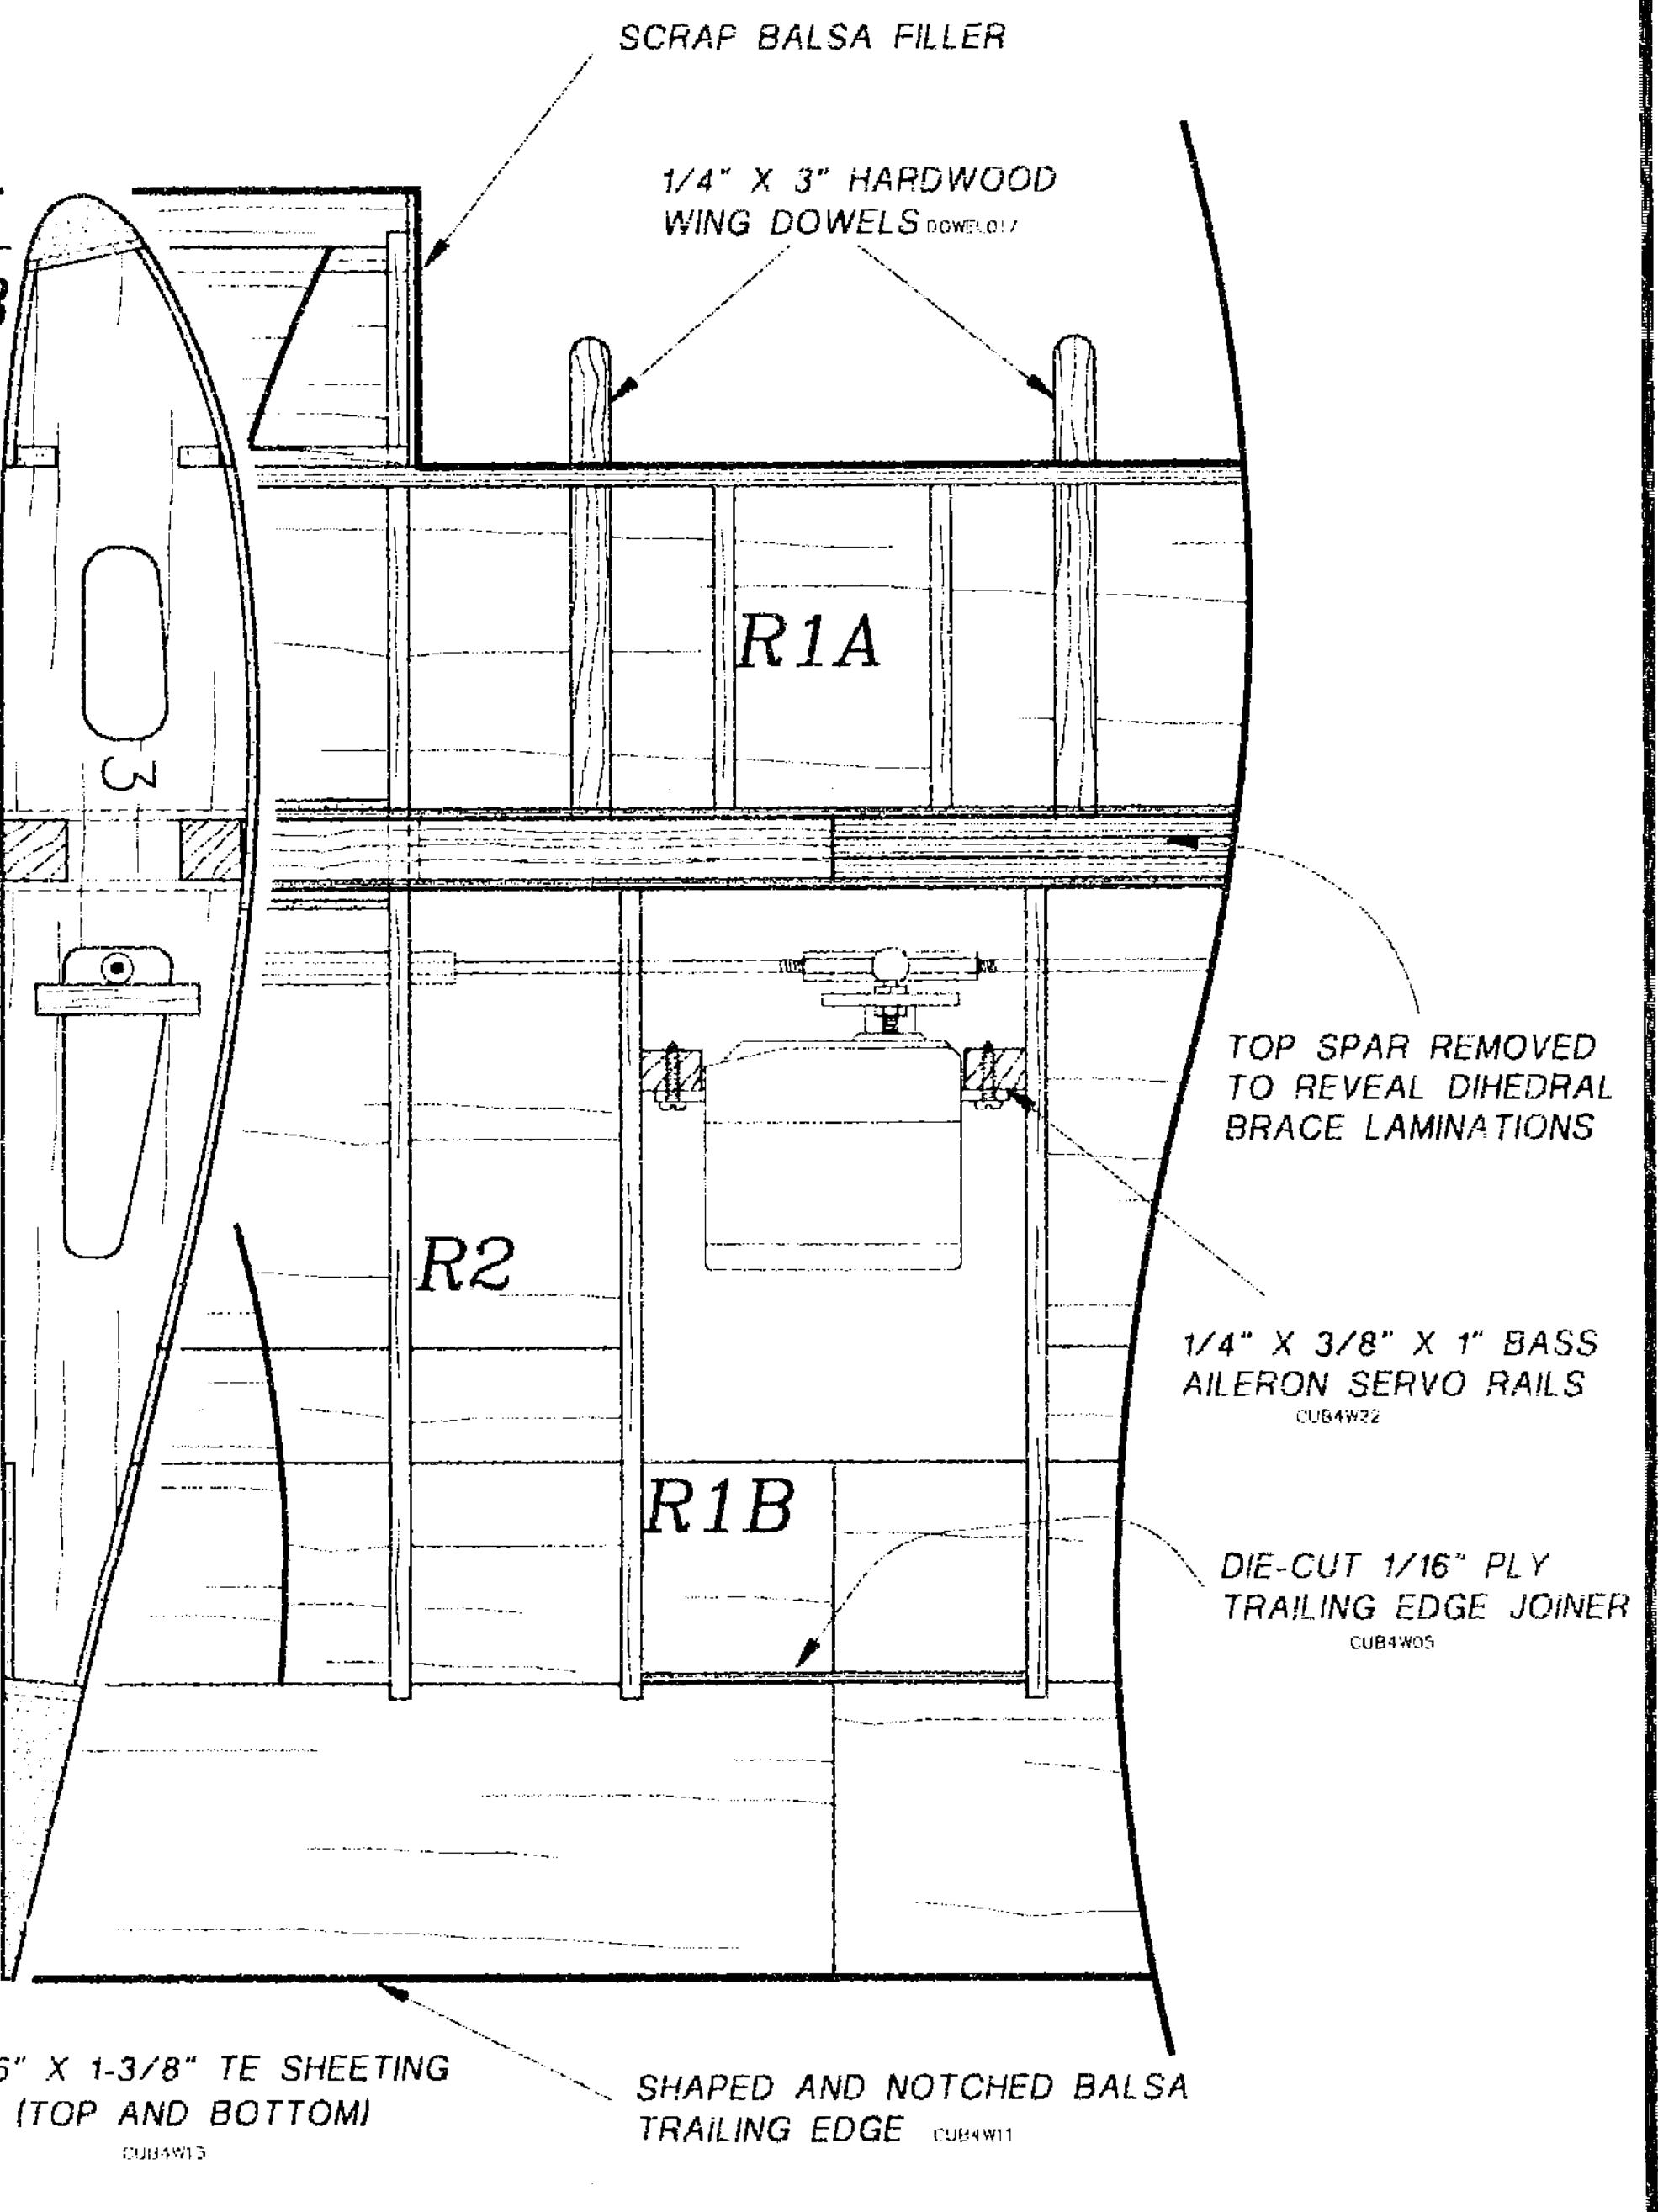 SCRAP BALSA FILLER
1/4" X 3" HARDWOOD
WING DOWELS DOWEL017
R1A
3
TOP SPAR REMOVED
TO REVEAL DIHEDRAL
BRACE LAMINATIONS
R2
1/4" X 3/8" X 1" BASS
AILERON SERVO RAILS
CUB4W22
R1B
DIE-CUT 1/16" PLY
TRAILING EDGE JOINER
CUB4W05
6" X 1-3/8" TE SHEETING
(TOP AND BOTTOM)
CUB4W13
SHAPED AND NOTCHED BALSA
TRAILING EDGE CUB4W11